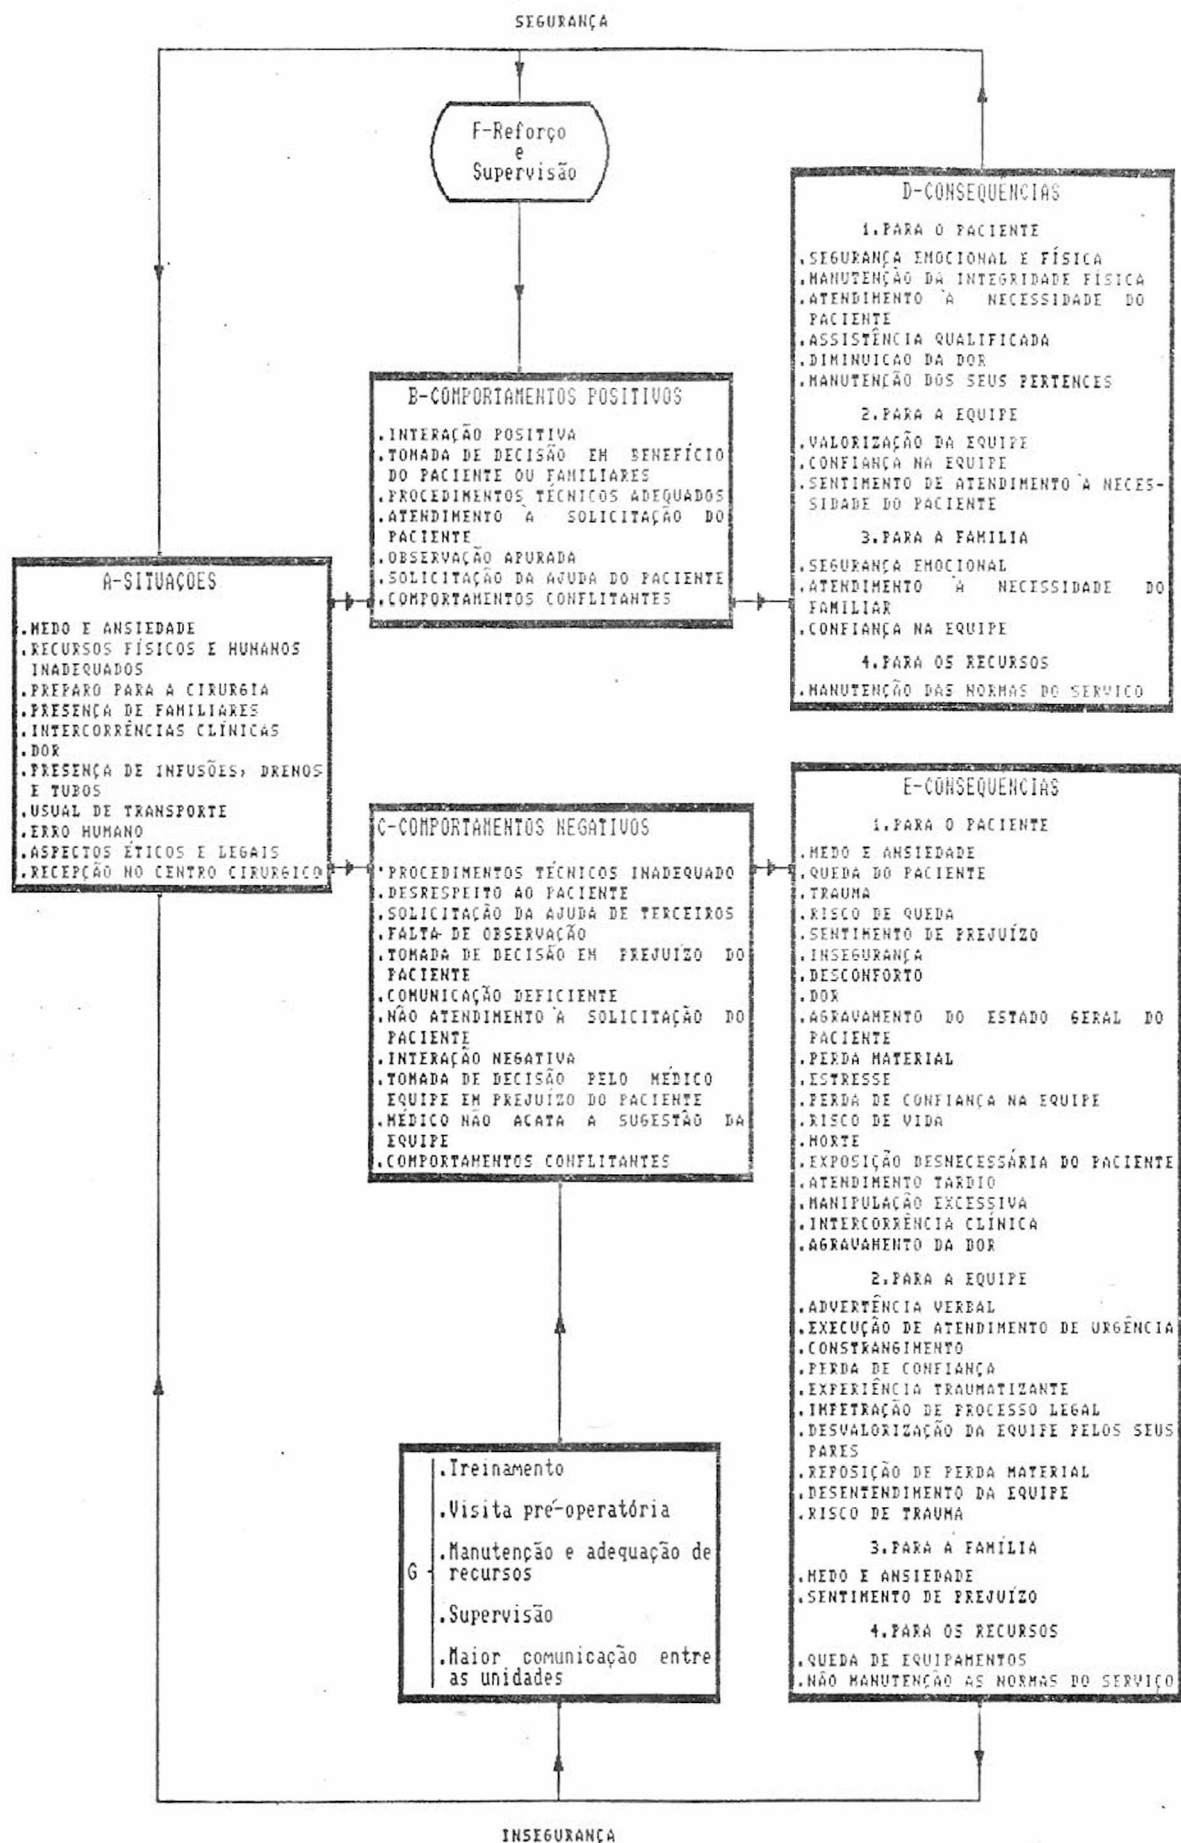 SEGURANÇA
F-Reforço
e
Supervisão
D-CONSEQUENCIAS
1.PARA O PACIENTE
.SEGURANÇA EMOCIONAL E FÍSICA
.MANUTENÇÃO DA INTEGRIDADE FÍSICA
.ATENDIMENTO À NECESSIDADE DO
PACIENTE
.ASSISTÊNCIA QUALIFICADA
.DIMINUICAO DA DOR
.MANUTENÇÃO DOS SEUS PERTENCES
2.PARA A EQUIPE
.VALORIZAÇÃO DA EQUIPE
.CONFIANÇA NA EQUIPE
.SENTIMENTO DE ATENDIMENTO À NECES-
SIDADE DO PACIENTE
3.PARA A FAMILIA
.SEGURANÇA EMOCIONAL
.ATENDIMENTO À NECESSIDADE DO
FAMILIAR
.CONFIANÇA NA EQUIPE
4.PARA OS RECURSOS
.MANUTENÇÃO DAS NORMAS DO SERVICO
B-COMPORTAMENTOS POSITIVOS
.INTERAÇÃO POSITIVA
.TOMADA DE DECISÃO EM BENEFÍCIO
DO PACIENTE OU FAMILIARES
.PROCEDIMENTOS TÉCNICOS ADEQUADOS
.ATENDIMENTO À SOLICITAÇÃO DO
PACIENTE
.OBSERVAÇÃO APURADA
.SOLICITAÇÃO DA AJUDA DO PACIENTE
.COMPORTAMENTOS CONFLITANTES
A-SITUAÇÕES
.MEDO E ANSIEDADE
.RECURSOS FÍSICOS E HUMANOS
INADEQUADOS
.PREPARO PARA A CIRURGIA
.PRESENÇA DE FAMILIARES
.INTERCORRÊNCIAS CLÍNICAS
.DOR
.PRESENÇA DE INFUSÕES, DRENOS
E TUBOS
.USUAL DE TRANSPORTE
.ERRO HUMANO
.ASPECTOS ÉTICOS E LEGAIS
.RECEPÇÃO NO CENTRO CIRURGICO
C-COMPORTAMENTOS NEGATIVOS
.PROCEDIMENTOS TÉCNICOS INADEQUADO
.DESRESPEITO AO PACIENTE
.SOLICITAÇÃO DA AJUDA DE TERCEIROS
.FALTA DE OBSERVAÇÃO
.TOMADA DE DECISÃO EM PREJUÍZO DO
PACIENTE
.COMUNICAÇÃO DEFICIENTE
.NÃO ATENDIMENTO À SOLICITAÇÃO DO
PACIENTE
.INTERAÇÃO NEGATIVA
.TOMADA DE DECISÃO PELO MÉDICO
EQUIPE EM PREJUÍZO DO PACIENTE
.MÉDICO NÃO ACATA A SUGESTÃO DA
EQUIPE
.COMPORTAMENTOS CONFLITANTES
E-CONSEQUENCIAS
1.PARA O PACIENTE
.MEDO E ANSIEDADE
.QUEDA DO PACIENTE
.TRAUMA
.RISCO DE QUEDA
.SENTIMENTO DE PREJUÍZO
.INSEGURANÇA
.DESCONFORTO
.DOR
.AGRAVAMENTO DO ESTADO GERAL DO
PACIENTE
.PERDA MATERIAL
.ESTRESSE
.PERDA DE CONFIANÇA NA EQUIPE
.RISCO DE VIDA
.MORTE
.EXPOSIÇÃO DESNECESSÁRIA DO PACIENTE
.ATENDIMENTO TARDIO
.MANIPULAÇÃO EXCESSIVA
.INTERCORRÊNCIA CLÍNICA
.AGRAVAMENTO DA DOR
2.PARA A EQUIPE
.ADVERTÊNCIA VERBAL
.EXECUÇÃO DE ATENDIMENTO DE URGÊNCIA
.CONSTRANGIMENTO
.PERDA DE CONFIANÇA
.EXPERIÊNCIA TRAUMATIZANTE
.IMPETRAÇÃO DE PROCESSO LEGAL
.DESVALORIZAÇÃO DA EQUIPE PELOS SEUS
PARES
.REPOSIÇÃO DE PERDA MATERIAL
.DESENTENDIMENTO DA EQUIPE
.RISCO DE TRAUMA
3.PARA A FAMÍLIA
.MEDO E ANSIEDADE
.SENTIMENTO DE PREJUÍZO
4.PARA OS RECURSOS
.QUEDA DE EQUIPAMENTOS
.NÃO MANUTENÇÃO AS NORMAS DO SERVIÇO
G
.Treinamento
.Visita pré-operatória
.Manutenção e adequação de
recursos
.Supervisão
.Maior comunicação entre
as unidades
INSEGURANÇA